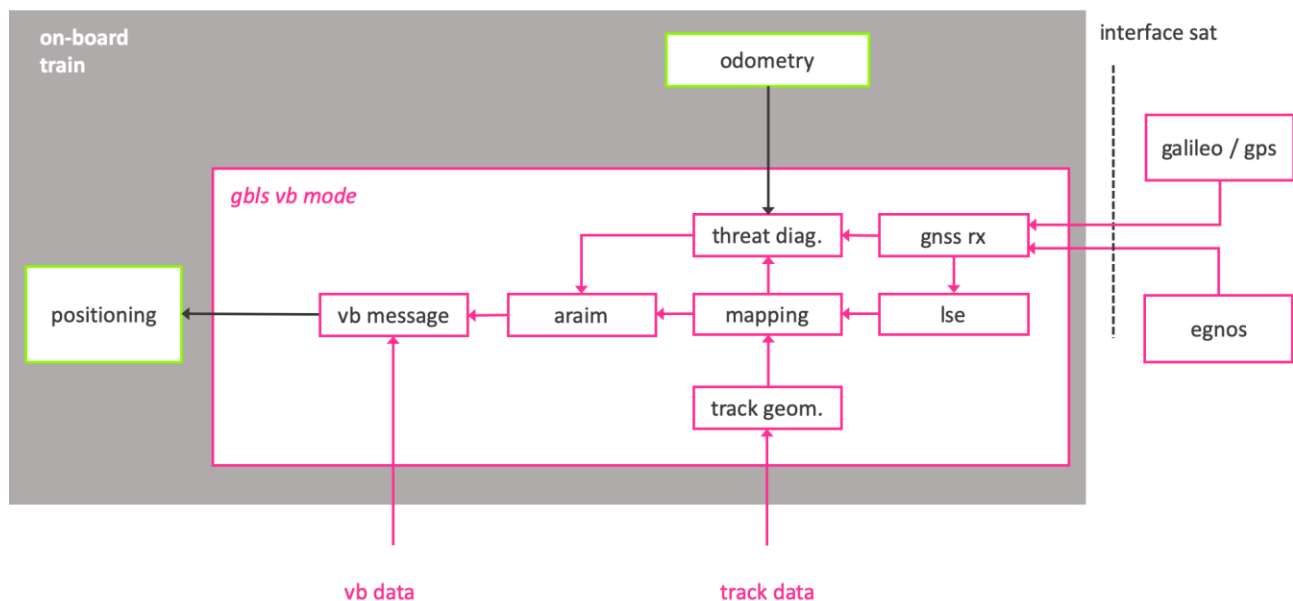 on-board
train
interface sat
odometry
galileo / gps
gbls vb mode
threat diag.
gnss rx
positioning
vb message
araim
mapping
lse
egnos
track geom.
vb data
track data